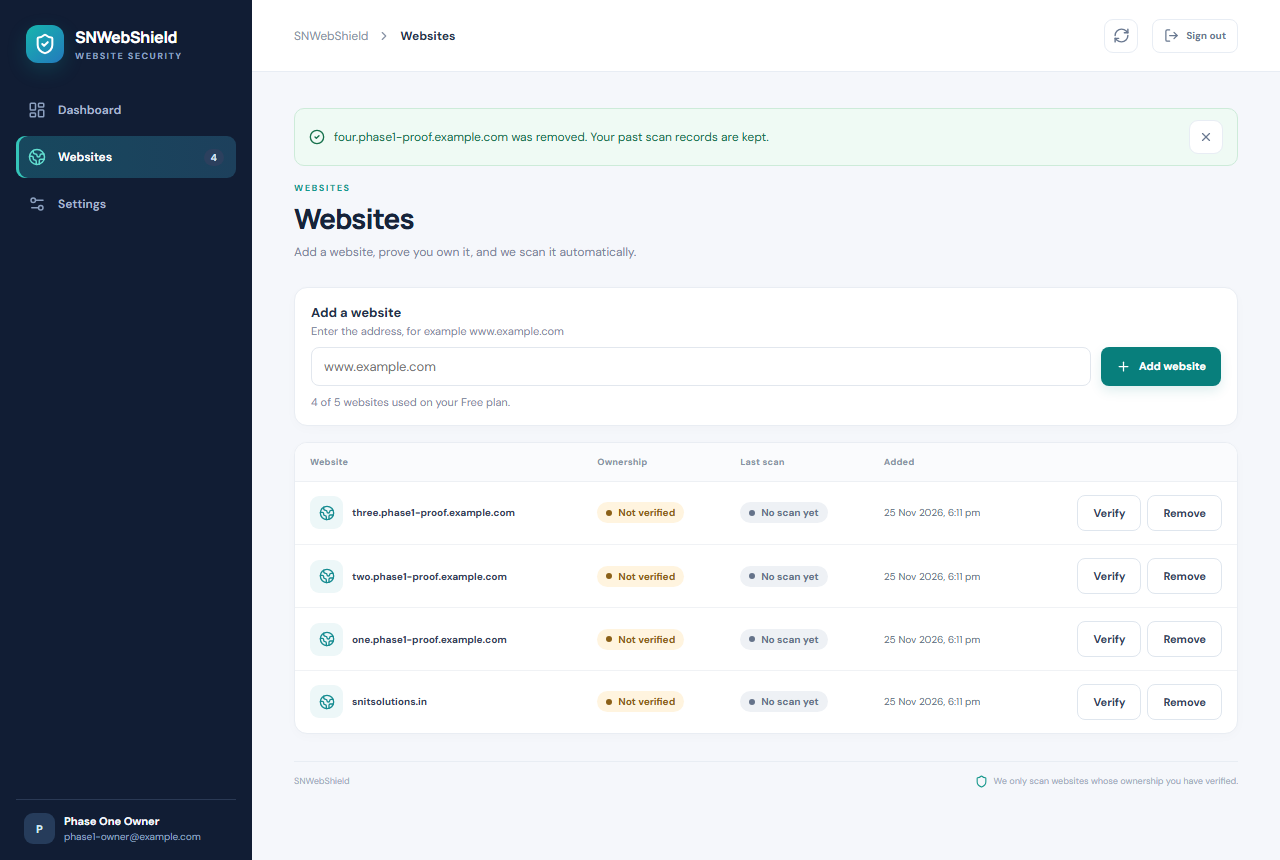 SNWebShield
WEBSITE SECURITY
Dashboard
Websites 4
Settings
Phase One Owner
P
phase1-owner@example.com
SNWebShield > Websites
Sign out
four.phase1-proof.example.com was removed. Your past scan records are kept.
WEBSITES
Websites
Add a website, prove you own it, and we scan it automatically.
Add a website
Enter the address, for example www.example.com
www.example.com
+ Add website
4 of 5 websites used on your Free plan.
Website Ownership Last scan Added
three.phase1-proof.example.com Not verified No scan yet 25 Nov 2026, 6:11 pm Verify Remove
two.phase1-proof.example.com Not verified No scan yet 25 Nov 2026, 6:11 pm Verify Remove
one.phase1-proof.example.com Not verified No scan yet 25 Nov 2026, 6:11 pm Verify Remove
snitsolutions.in Not verified No scan yet 25 Nov 2026, 6:11 pm Verify Remove
SNWebShield We only scan websites whose ownership you have verified.